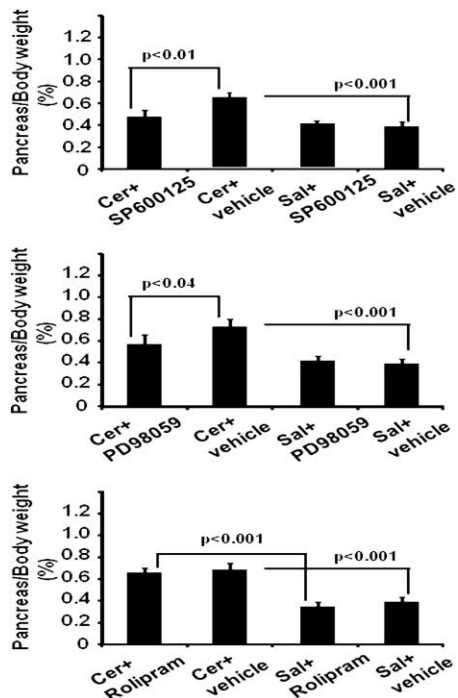 Pancreas/Body weight
(%)
1.2
1.0
0.8
0.6
0.4
0.2
0
p<0.01
p<0.001
Cer+
SP600125
Cer+
vehicle
Sal+
SP600125
Sal+
vehicle
Pancreas/Body weight
(%)
1.2
1.0
0.8
0.6
0.4
0.2
0
p<0.04
p<0.001
Cer+
PD98059
Cer+
vehicle
Sal+
PD98059
Sal+
vehicle
Pancreas/Body weight
(%)
1.2
1.0
0.8
0.6
0.4
0.2
0
p<0.001
p<0.001
Cer+
Rolipram
Cer+
vehicle
Sal+
Rolipram
Sal+
vehicle